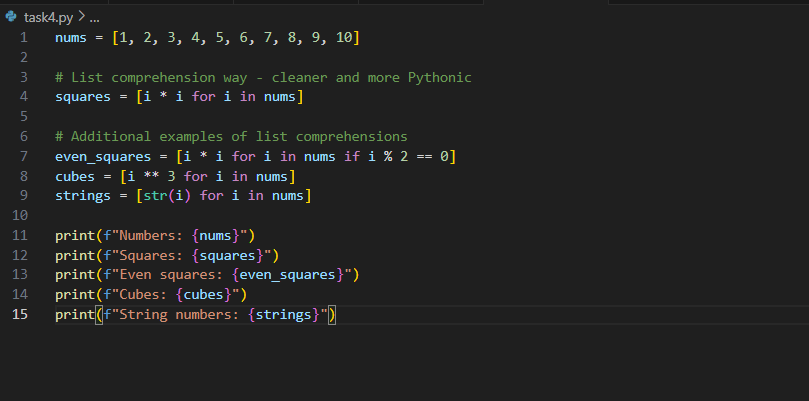 task4.py > ...
1 nums = [1, 2, 3, 4, 5, 6, 7, 8, 9, 10]
2
3 # List comprehension way - cleaner and more Pythonic
4 squares = [i * i for i in nums]
5
6 # Additional examples of list comprehensions
7 even_squares = [i * i for i in nums if i % 2 == 0]
8 cubes = [i ** 3 for i in nums]
9 strings = [str(i) for i in nums]
10
11 print(f"Numbers: {nums}")
12 print(f"Squares: {squares}")
13 print(f"Even squares: {even_squares}")
14 print(f"Cubes: {cubes}")
15 print(f"String numbers: {strings}")